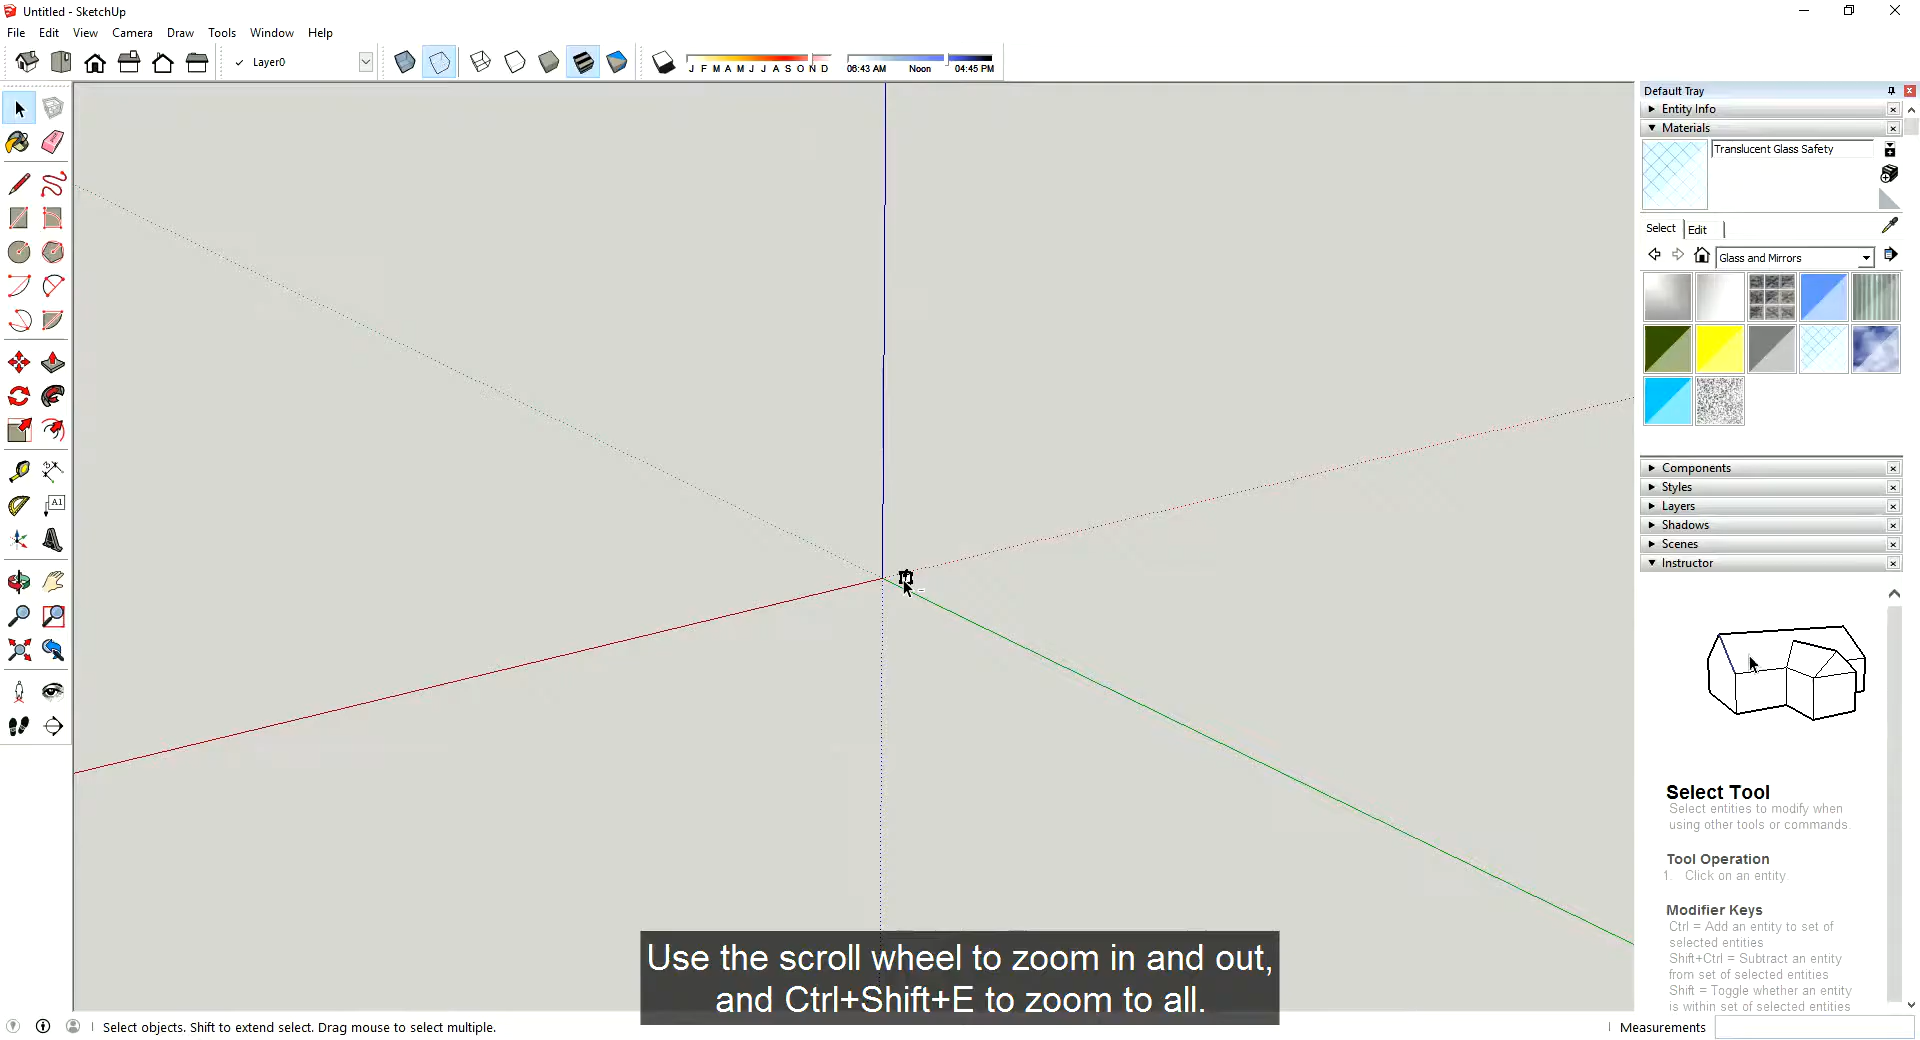 Untitled - SketchUp
File Edit View Camera Draw Tools Window Help
Layer0
J F M A M J J A S O N D
06:43 AM Noon 04:45 PM
Default Tray
Entity Info
Materials
Translucent Glass Safety
Select Edit
Glass and Mirrors
A1
Components
Styles
Layers
Shadows
Scenes
Instructor
Select Tool
Select entities to modify when
using other tools or commands.
Tool Operation
1. Click on an entity.
Modifier Keys
Ctrl = Add an entity to set of
selected entities
Shift+Ctrl = Subtract an entity
from set of selected entities
Shift = Toggle whether an entity
is within set of selected entities
Use the scroll wheel to zoom in and out,
and Ctrl+Shift+E to zoom to all.
Select objects. Shift to extend select. Drag mouse to select multiple.
Measurements